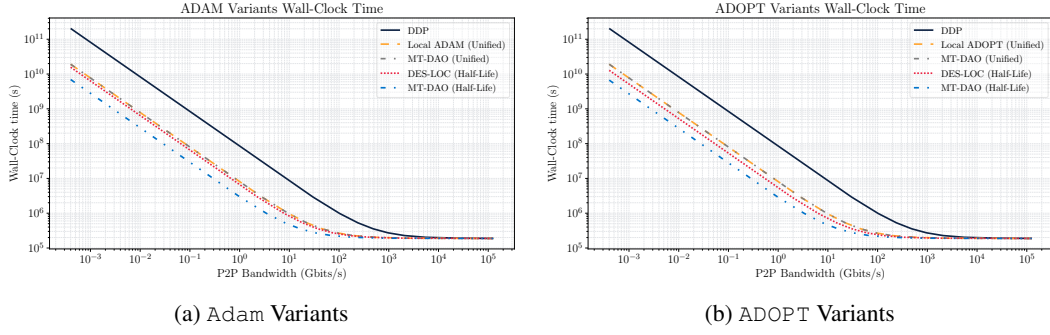 ADAM Variants Wall-Clock Time
Wall-Clock time (s)
10^11
10^10
10^9
10^8
10^7
10^6
10^5
DDP
Local ADAM (Unified)
MT-DAO (Unified)
DES-LOC (Half-Life)
MT-DAO (Half-Life)
10^−3
10^−2
10^−1
10^0
10^1
10^2
10^3
10^4
10^5
P2P Bandwidth (Gbits/s)
(a) Adam Variants
ADOPT Variants Wall-Clock Time
Wall-Clock time (s)
10^11
10^10
10^9
10^8
10^7
10^6
10^5
DDP
Local ADOPT (Unified)
MT-DAO (Unified)
DES-LOC (Half-Life)
MT-DAO (Half-Life)
10^−3
10^−2
10^−1
10^0
10^1
10^2
10^3
10^4
10^5
P2P Bandwidth (Gbits/s)
(b) ADOPT Variants